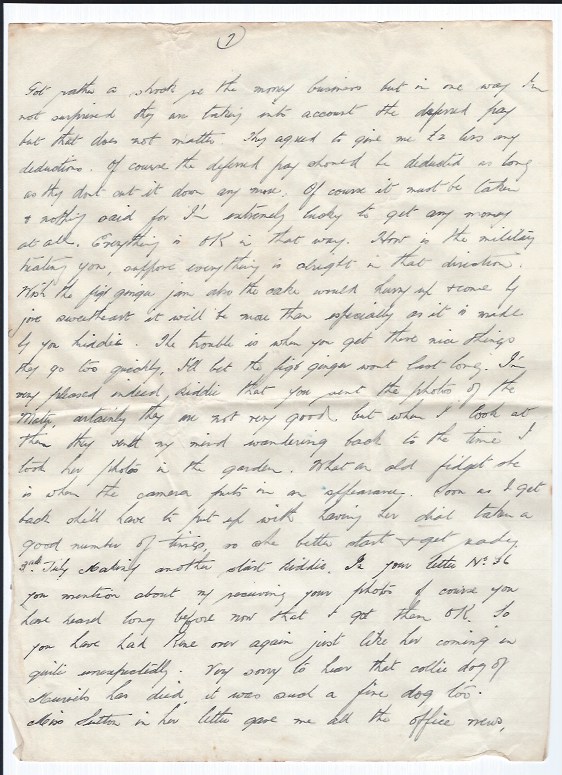 7
Got rather a shock re the money business but in one way I'm
not surprised they are taking into account the deferred pay
but that does not matter. They agreed to give me £2 less any
deductions. Of course the deferred pay should be deducted as long
as they dont cut it down any more. Of course it must be taken
& nothing said for I'm extremely lucky to get any money
at all. Everything is OK in that way. How is the military
treating you, suppose everything is alright in that direction.
Wish the figs ginger jam also the cake would hurry up & come by
jove sweetheart it will be more than especially as it is made
by you kiddie. The trouble is when you get these nice things
they go too quickly, I'll bet the figs ginger wont last long. I'm
very pleased indeed, kiddie that you sent the photos of the
certainly they are not very good, but when I look at
them they send my mind wandering back to the time I
took her photos in the garden. What an old fidget she
is when the camera puts in an appearance. Soon as I get
back she'll have to put up with having her dial taken a
good number of times, so she better start & get ready.
July Making another start kiddie. In your letter No 36
you mention about my receiving your photos of course you
have heard long before now that I got them OK. So
you have had over again just like her coming in
quite unexpectedly. Very sorry to hear that collie dog of
has died, it was such a fine dog too.
Miss Sutton in her letter gave me all the office news,